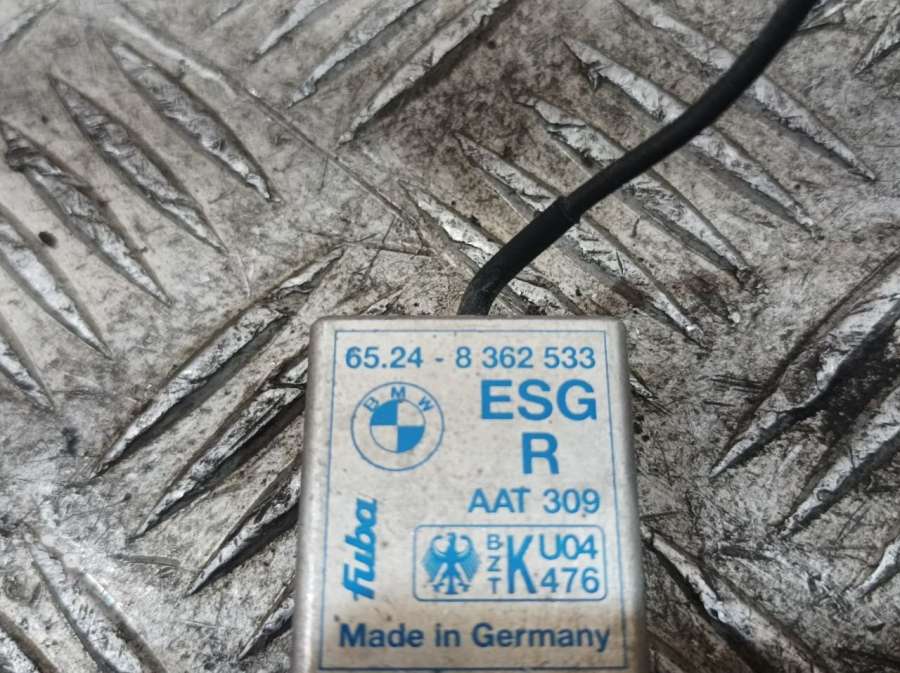 65.24 - 8 362 533
BMW
ESG
R
AAT 309
fuba
BZT K U04 476
Made in Germany